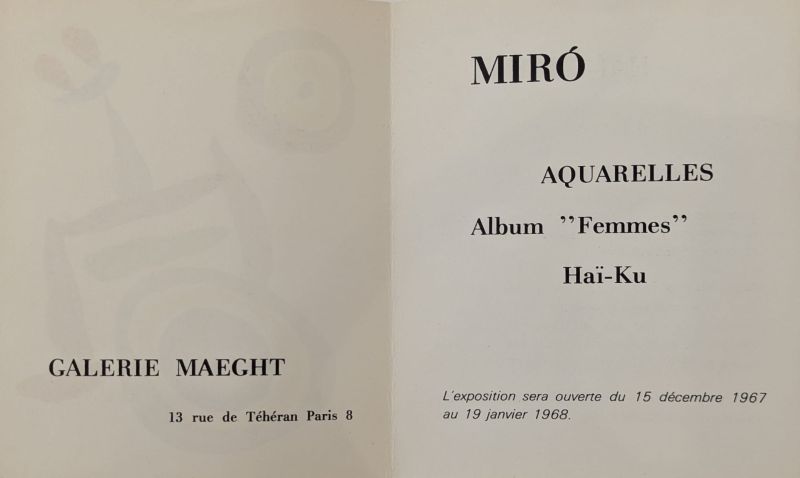 GALERIE MAEGHT
13 rue de Téhéran Paris 8
MIRÓ
AQUARELLES
Album ”Femmes”
Haï-Ku
L'exposition sera ouverte du 15 décembre 1967
au 19 janvier 1968.